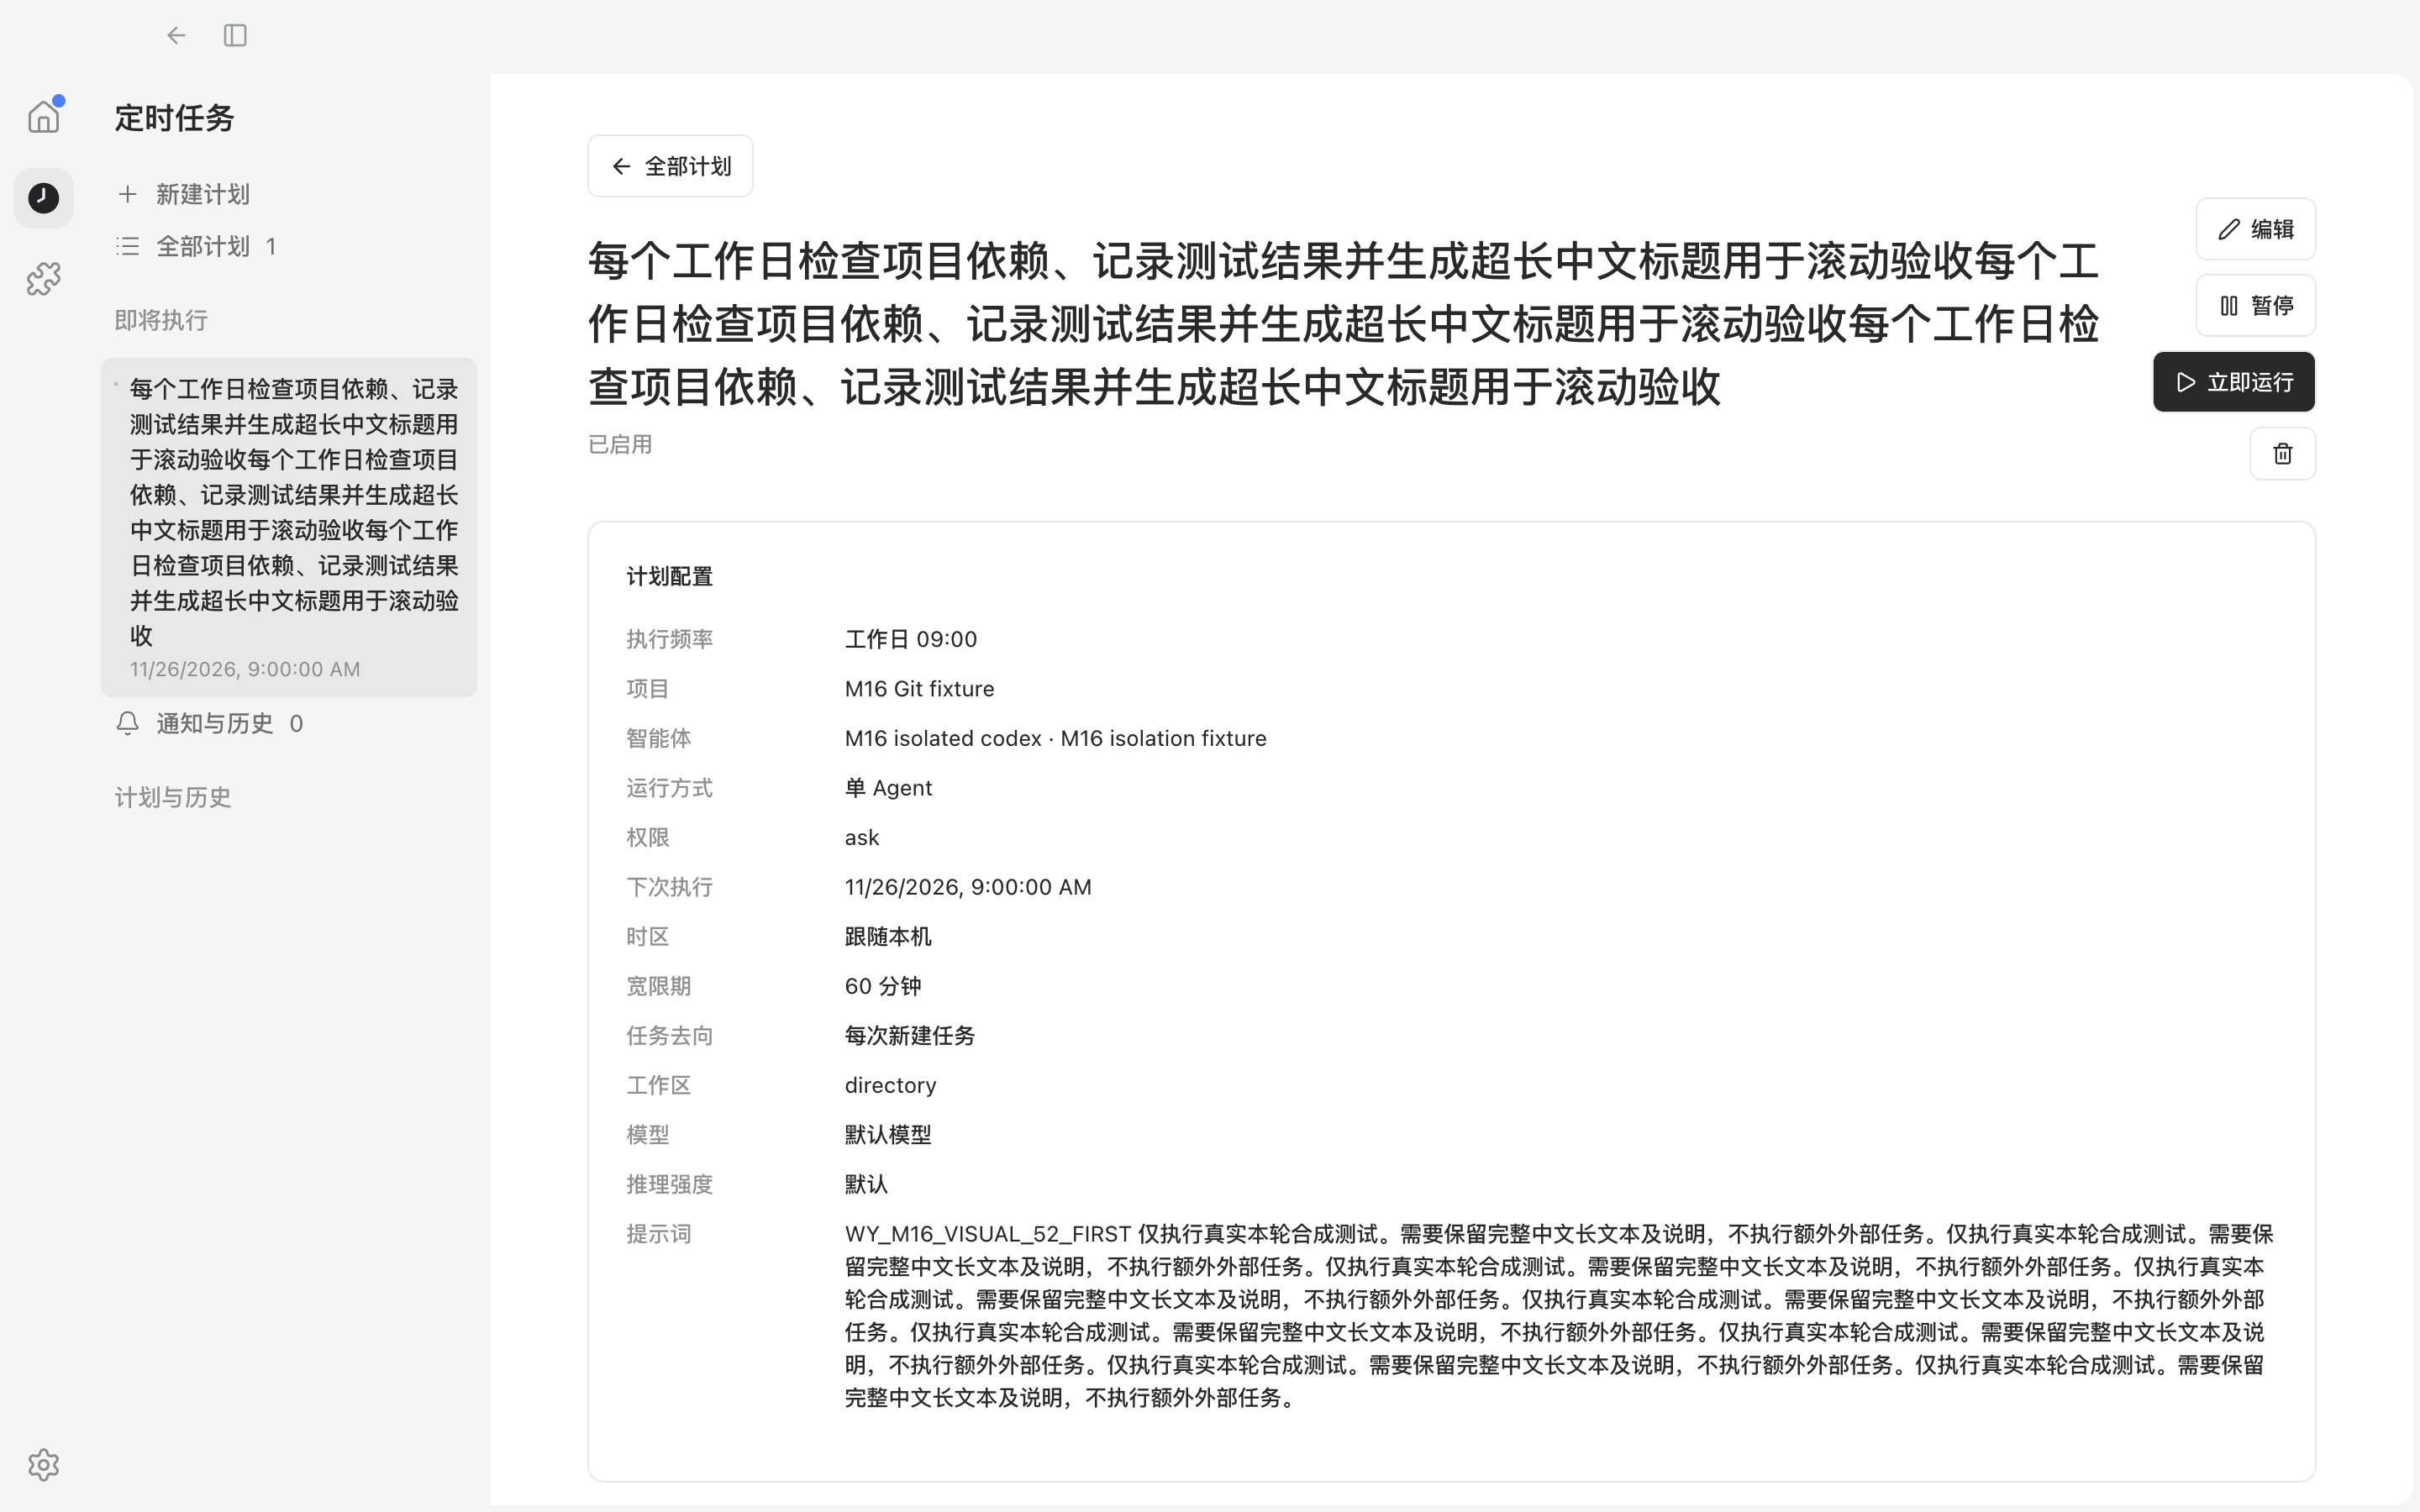 定时任务
新建计划
全部计划 1
即将执行
每个工作日检查项目依赖、记录
测试结果并生成超长中文标题用
于滚动验收每个工作日检查项目
依赖、记录测试结果并生成超长
中文标题用于滚动验收每个工作
日检查项目依赖、记录测试结果
并生成超长中文标题用于滚动验
收
11/26/2026, 9:00:00 AM
通知与历史 0
计划与历史
全部计划
每个工作日检查项目依赖、记录测试结果并生成超长中文标题用于滚动验收每个工
作日检查项目依赖、记录测试结果并生成超长中文标题用于滚动验收每个工作日检
查项目依赖、记录测试结果并生成超长中文标题用于滚动验收
已启用
编辑
暂停
立即运行
计划配置
执行频率 工作日 09:00
项目 M16 Git fixture
智能体 M16 isolated codex · M16 isolation fixture
运行方式 单 Agent
权限 ask
下次执行 11/26/2026, 9:00:00 AM
时区 跟随本机
宽限期 60 分钟
任务去向 每次新建任务
工作区 directory
模型 默认模型
推理强度 默认
提示词 WY_M16_VISUAL_52_FIRST 仅执行真实本轮合成测试。需要保留完整中文长文本及说明，不执行额外外部任务。仅执行真实本轮合成测试。需要保
留完整中文长文本及说明，不执行额外外部任务。仅执行真实本轮合成测试。需要保留完整中文长文本及说明，不执行额外外部任务。仅执行真实本
轮合成测试。需要保留完整中文长文本及说明，不执行额外外部任务。仅执行真实本轮合成测试。需要保留完整中文长文本及说明，不执行额外外部
任务。仅执行真实本轮合成测试。需要保留完整中文长文本及说明，不执行额外外部任务。仅执行真实本轮合成测试。需要保留完整中文长文本及说
明，不执行额外外部任务。仅执行真实本轮合成测试。需要保留完整中文长文本及说明，不执行额外外部任务。仅执行真实本轮合成测试。需要保留
完整中文长文本及说明，不执行额外外部任务。